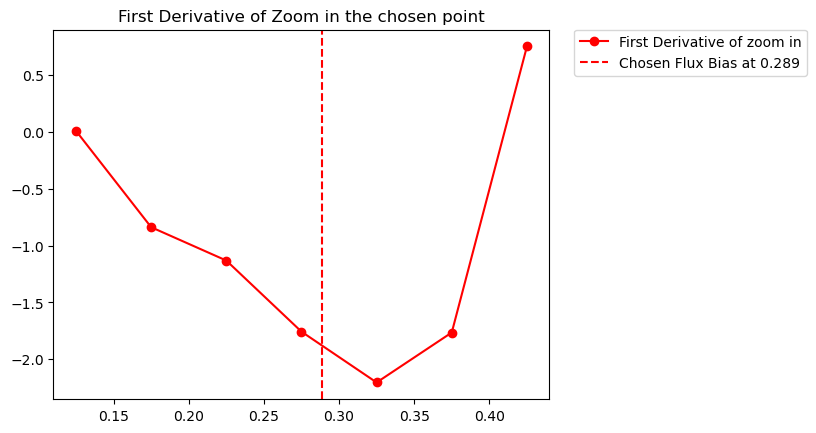 First Derivative of Zoom in the chosen point
First Derivative of zoom in
Chosen Flux Bias at 0.289
0.5
0.0
−0.5
−1.0
−1.5
−2.0
0.15 0.20 0.25 0.30 0.35 0.40